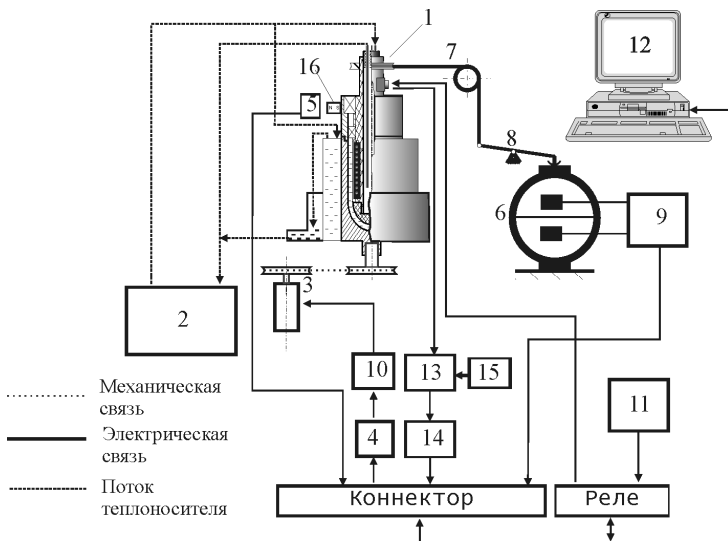 1
7
12
16
5
8
6
9
3
2
10
13
15
11
4
14
Механическая
связь
Электрическая
связь
Поток
теплоносителя
Коннектор
Реле